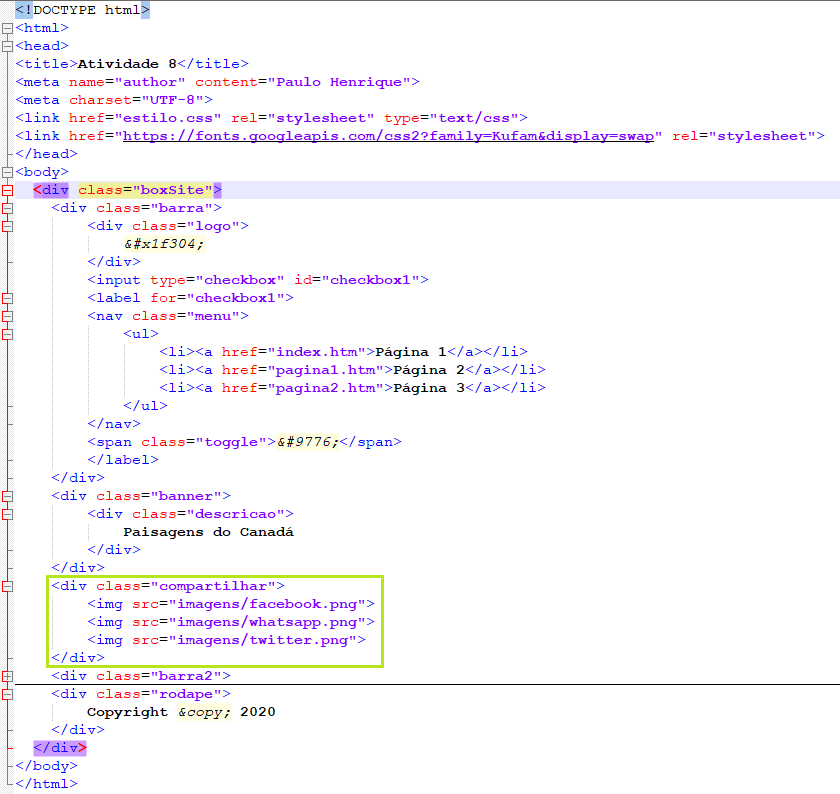 <!DOCTYPE html>
<html>
<head>
<title>Atividade 8</title>
<meta name="author" content="Paulo Henrique">
<meta charset="UTF-8">
<link href="estilo.css" rel="stylesheet" type="text/css">
<link href="https://fonts.googleapis.com/css2?family=Kufam&display=swap" rel="stylesheet">
</head>
<body>
<div class="boxSite">
<div class="barra">
<div class="logo">
&#x1f304;
</div>
<input type="checkbox" id="checkbox1">
<label for="checkbox1">
<nav class="menu">
<ul>
<li><a href="index.htm">Página 1</a></li>
<li><a href="pagina1.htm">Página 2</a></li>
<li><a href="pagina2.htm">Página 3</a></li>
</ul>
</nav>
<span class="toggle">&#9776;</span>
</label>
</div>
<div class="banner">
<div class="descricao">
Paisagens do Canadá
</div>
</div>
<div class="compartilhar">
<img src="imagens/facebook.png">
<img src="imagens/whatsapp.png">
<img src="imagens/twitter.png">
</div>
<div class="barra2">
<div class="rodape">
Copyright &copy; 2020
</div>
</div>
</body>
</html>